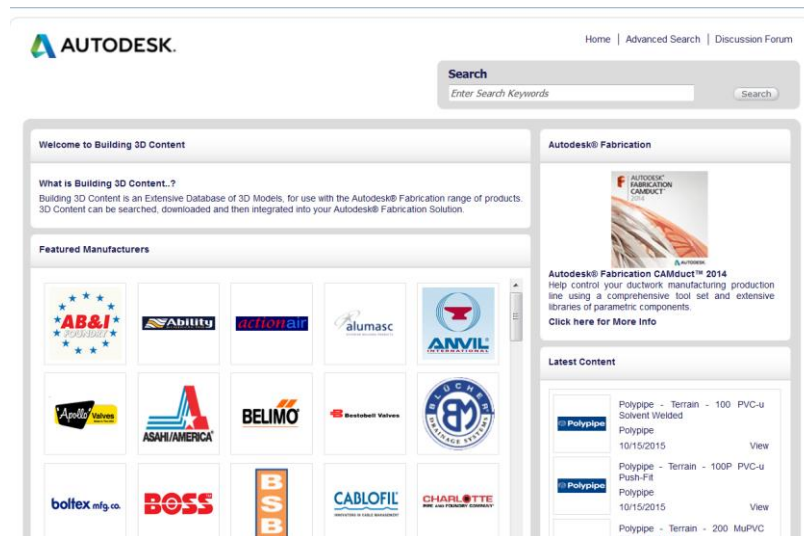 AUTODESK.
Home | Advanced Search | Discussion Forum
Search
Enter Search Keywords
Search
Welcome to Building 3D Content
What is Building 3D Content..?
Building 3D Content is an Extensive Database of 3D Models, for use with the Autodesk® Fabrication range of products.
3D Content can be searched, downloaded and then integrated into your Autodesk® Fabrication Solution.
Featured Manufacturers
AB&I
FOUNDRY
Ability
actionair
alumasc
ANVIL
INTERNATIONAL
Apollo Valves
ASAHI/AMERICA
BELIMO
Bestobell Valves
BLÜCHER
DRAINAGE SYSTEMS
boltex mfg. co.
BOSS
BSB
CABLOFIL
CHARLOTTE
PIPE AND FOUNDRY COMPANY
Autodesk® Fabrication
AUTODESK®
FABRICATION
CAMDUCT™
2014
AUTODESK
Autodesk® Fabrication CAMduct™ 2014
Help control your ductwork manufacturing production
line using a comprehensive tool set and extensive
libraries of parametric components.
Click here for More Info
Latest Content
Polypipe
Polypipe - Terrain - 100 PVC-u
Solvent Welded
Polypipe
10/15/2015 View
Polypipe
Polypipe - Terrain - 100P PVC-u
Push-Fit
Polypipe
10/15/2015 View
Polypipe - Terrain - 200 MuPVC